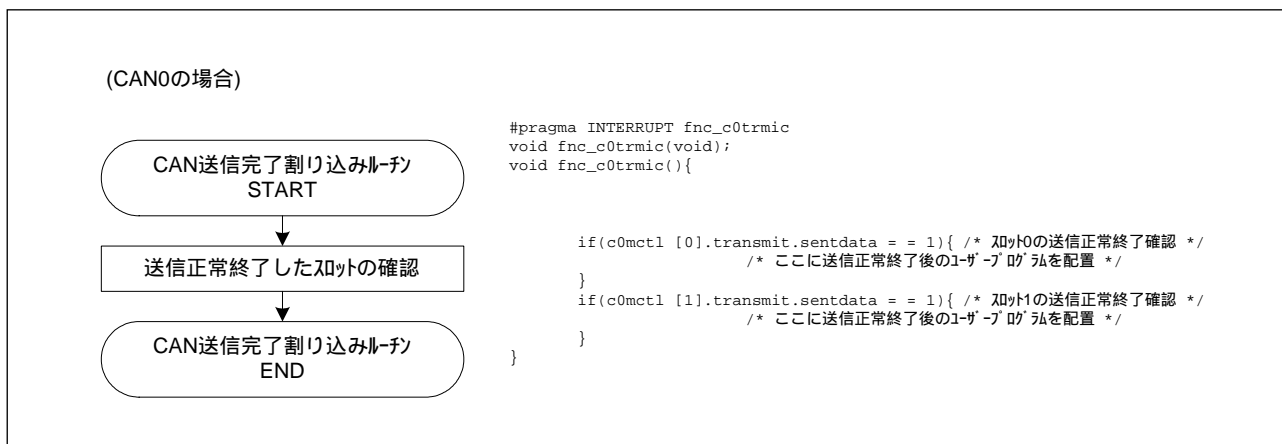 (CAN0の場合)
CAN送信完了割り込みﾙｰﾁﾝ
START
送信正常終了したｽﾛｯﾄの確認
CAN送信完了割り込みﾙｰﾁﾝ
END
#pragma INTERRUPT fnc_c0trmic
void fnc_c0trmic(void);
void fnc_c0trmic(){
if(c0mctl [0].transmit.sentdata = = 1){ /* ｽﾛｯﾄ0の送信正常終了確認 */
/* ここに送信正常終了後のﾕｰｻﾞｰﾌﾟﾛｸﾞﾗﾑを配置 */
}
if(c0mctl [1].transmit.sentdata = = 1){ /* ｽﾛｯﾄ1の送信正常終了確認 */
/* ここに送信正常終了後のﾕｰｻﾞｰﾌﾟﾛｸﾞﾗﾑを配置 */
}
}